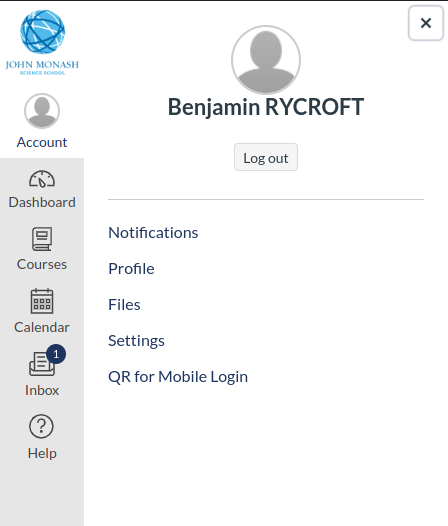 JOHN MONASH
SCIENCE SCHOOL
Account
Dashboard
Courses
Calendar
1
Inbox
Help
Benjamin RYCROFT
Log out
Notifications
Profile
Files
Settings
QR for Mobile Login